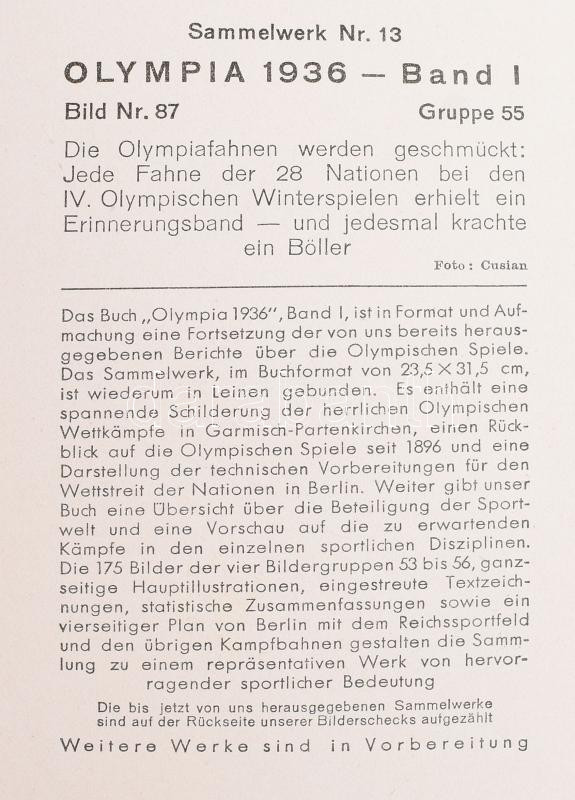 Sammelwerk Nr. 13
OLYMPIA 1936 — Band I
Bild Nr. 87 Gruppe 55
Die Olympiafahnen werden geschmückt:
Jede Fahne der 28 Nationen bei den
IV. Olympischen Winterspielen erhielt ein
Erinnerungsband — und jedesmal krachte
ein Böller
Foto: Cusian
Das Buch „Olympia 1936“, Band I, ist in Format und Auf-
machung eine Fortsetzung der von uns bereits heraus-
gegebenen Berichte über die Olympischen Spiele.
Das Sammelwerk, im Buchformat von 23,5 × 31,5 cm,
ist wiederum in Leinen gebunden. Es enthält eine
spannende Schilderung der herrlichen Olympischen
Wettkämpfe in Garmisch-Partenkirchen, einen Rück-
blick auf die Olympischen Spiele seit 1896 und eine
Darstellung der technischen Vorbereitungen für den
Wettstreit der Nationen in Berlin. Weiter gibt unser
Buch eine Übersicht über die Beteiligung der Sport-
welt und eine Vorschau auf die zu erwartenden
Kämpfe in den einzelnen sportlichen Disziplinen.
Die 175 Bilder der vier Bildergruppen 53 bis 56, ganz-
seitige Hauptillustrationen, eingestreute Textzeich-
nungen, statistische Zusammenfassungen sowie ein
vierseitiger Plan von Berlin mit dem Reichssportfeld
und den übrigen Kampfbahnen gestalten die Samm-
lung zu einem repräsentativen Werk von hervor-
ragender sportlicher Bedeutung
Die bis jetzt von uns herausgegebenen Sammelwerke
sind auf der Rückseite unserer Bilderschecks aufgezählt
Weitere Werke sind in Vorbereitung